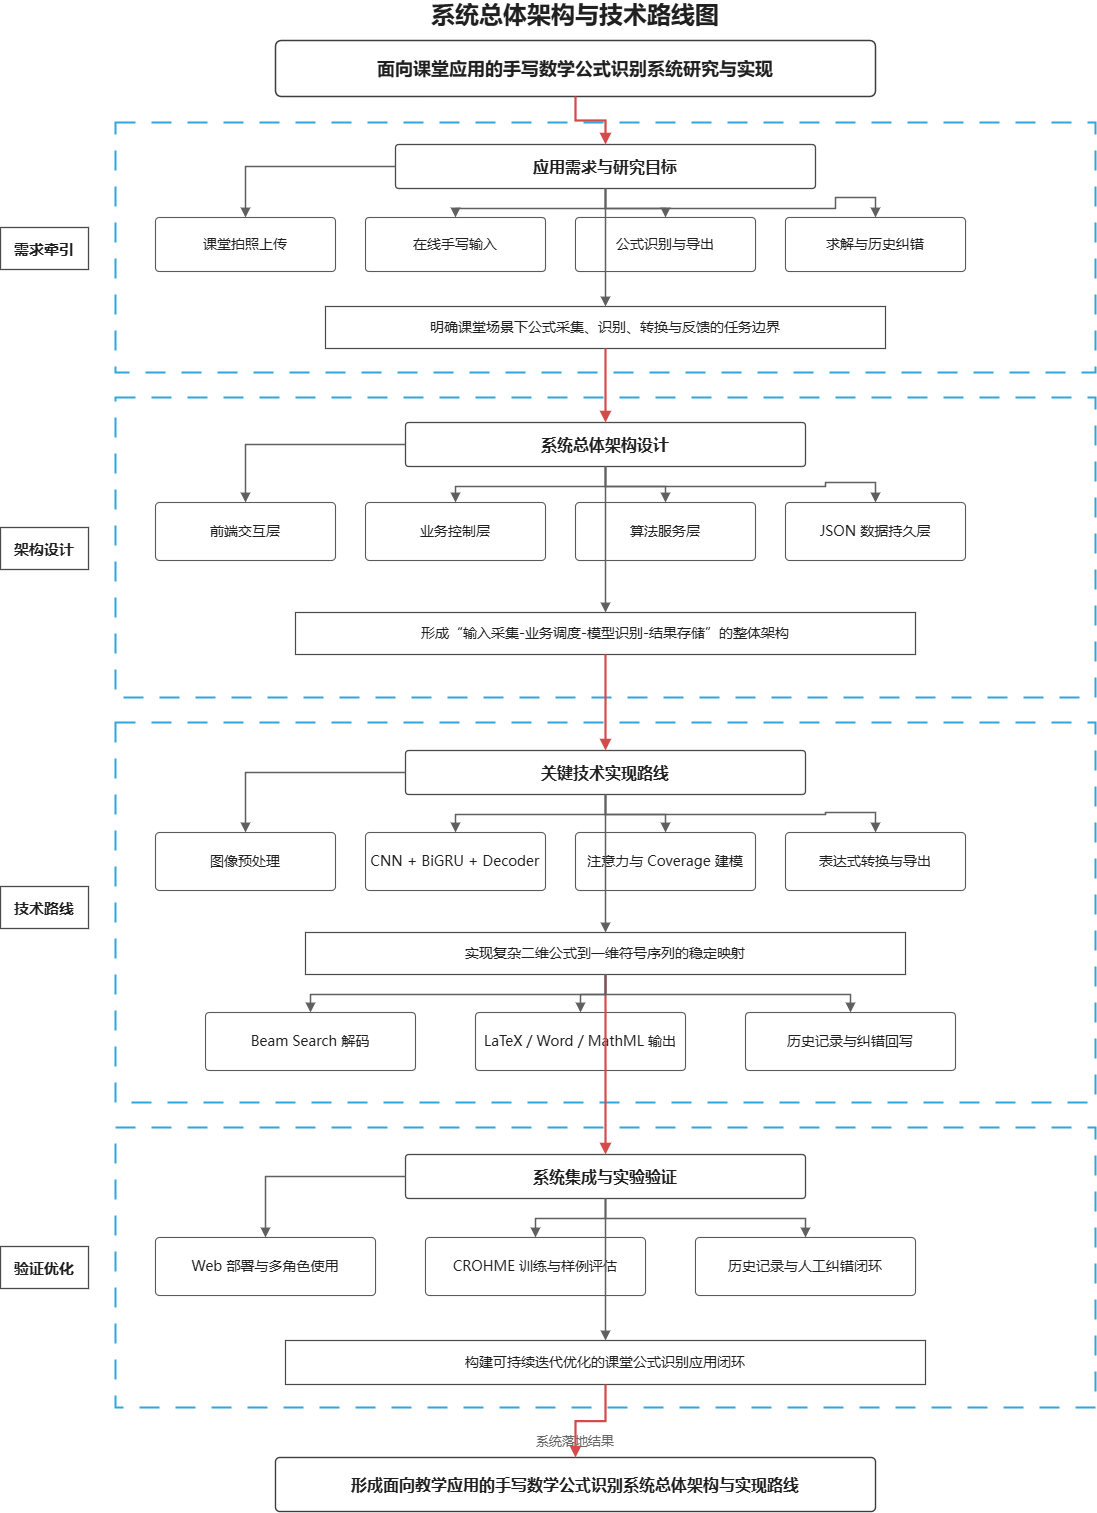 系统总体架构与技术路线图
面向课堂应用的手写数学公式识别系统研究与实现
需求牵引
应用需求与研究目标
课堂拍照上传
在线手写输入
公式识别与导出
求解与历史纠错
明确课堂场景下公式采集、识别、转换与反馈的任务边界
架构设计
系统总体架构设计
前端交互层
业务控制层
算法服务层
JSON 数据持久层
形成“输入采集-业务调度-模型识别-结果存储”的整体架构
技术路线
关键技术实现路线
图像预处理
CNN + BiGRU + Decoder
注意力与 Coverage 建模
表达式转换与导出
实现复杂二维公式到一维符号序列的稳定映射
Beam Search 解码
LaTeX / Word / MathML 输出
历史记录与纠错回写
验证优化
系统集成与实验验证
Web 部署与多角色使用
CROHME 训练与样例评估
历史记录与人工纠错闭环
构建可持续迭代优化的课堂公式识别应用闭环
系统落地结果
形成面向教学应用的手写数学公式识别系统总体架构与实现路线